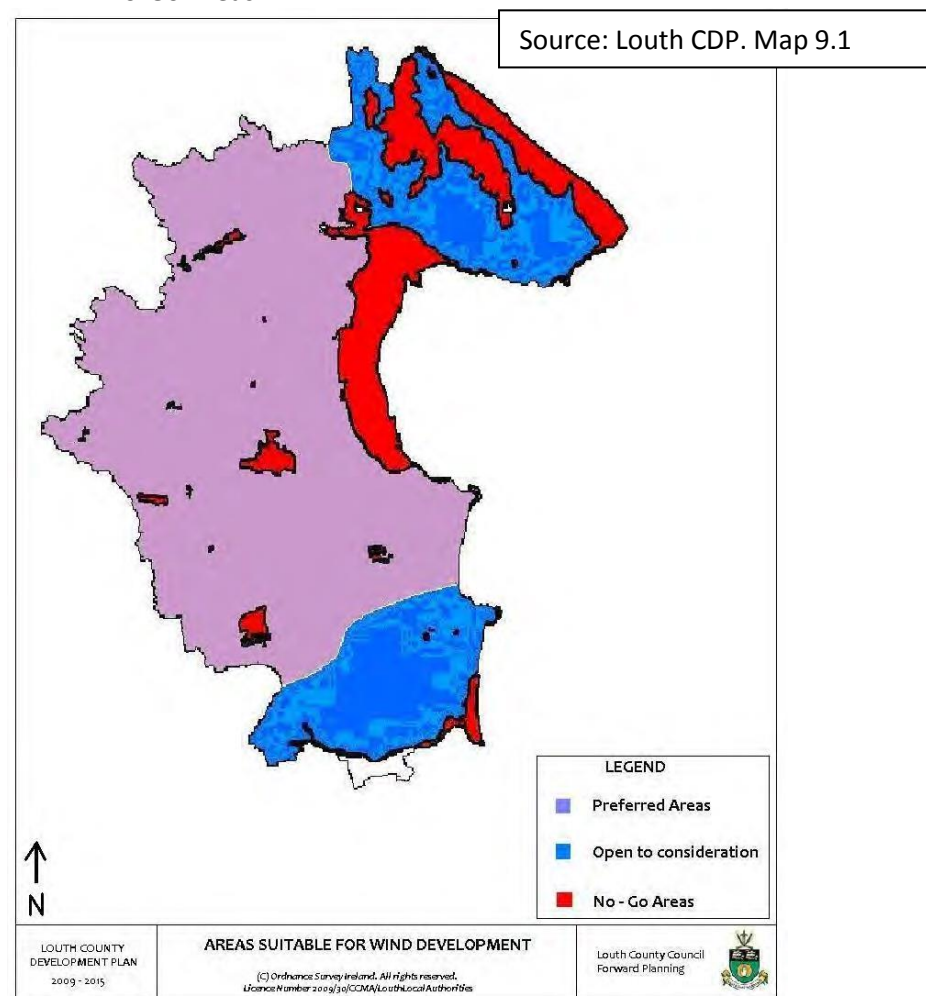 Source: Louth CDP. Map 9.1
LEGEND
Preferred Areas
Open to consideration
No - Go Areas
N
LOUTH COUNTY
DEVELOPMENT PLAN
2009 - 2015
AREAS SUITABLE FOR WIND DEVELOPMENT
(C) Ordnance Survey Ireland. All rights reserved.
Licence Number 2009/30/CCMA/LouthLocalAuthorities
Louth County Council
Forward Planning